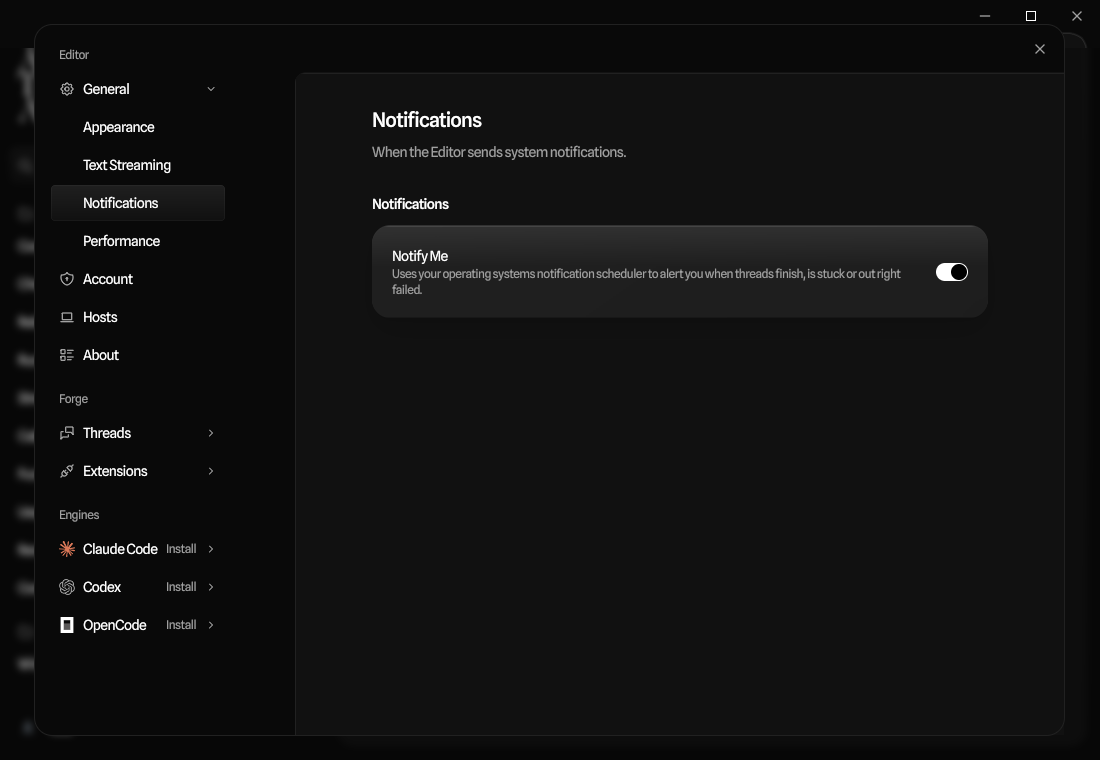 Editor
General
Appearance
Text Streaming
Notifications
Performance
Account
Hosts
About
Forge
Threads
Extensions
Engines
Claude Code Install
Codex Install
OpenCode Install
Notifications
When the Editor sends system notifications.
Notifications
Notify Me
Uses your operating systems notification scheduler to alert you when threads finish, is stuck or out right
failed.